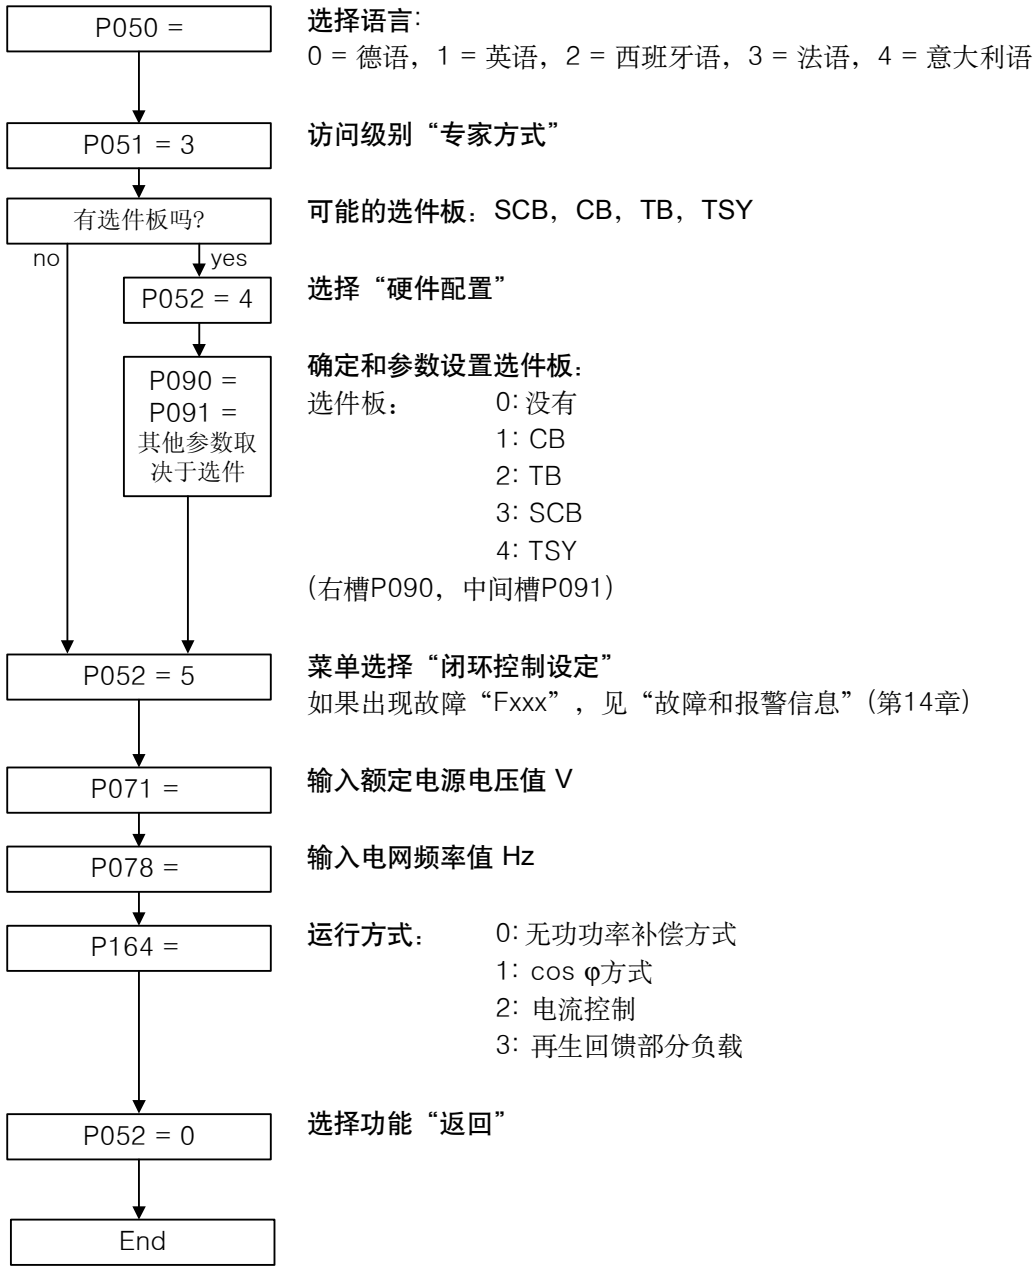 P050 =
选择语言:
0 = 德语，1 = 英语，2 = 西班牙语，3 = 法语，4 = 意大利语
P051 = 3
访问级别“专家方式”
有选件板吗?
可能的选件板：SCB，CB，TB，TSY
no
yes
P052 = 4
选择“硬件配置”
P090 =
P091 =
其他参数取
决于选件
确定和参数设置选件板：
选件板： 0: 没有
1: CB
2: TB
3: SCB
4: TSY
(右槽P090，中间槽P091)
P052 = 5
菜单选择“闭环控制设定”
如果出现故障“Fxxx”，见“故障和报警信息”(第14章)
P071 =
输入额定电源电压值 V
P078 =
输入电网频率值 Hz
P164 =
运行方式： 0: 无功功率补偿方式
1: cos φ方式
2: 电流控制
3: 再生回馈部分负载
P052 = 0
选择功能“返回”
End